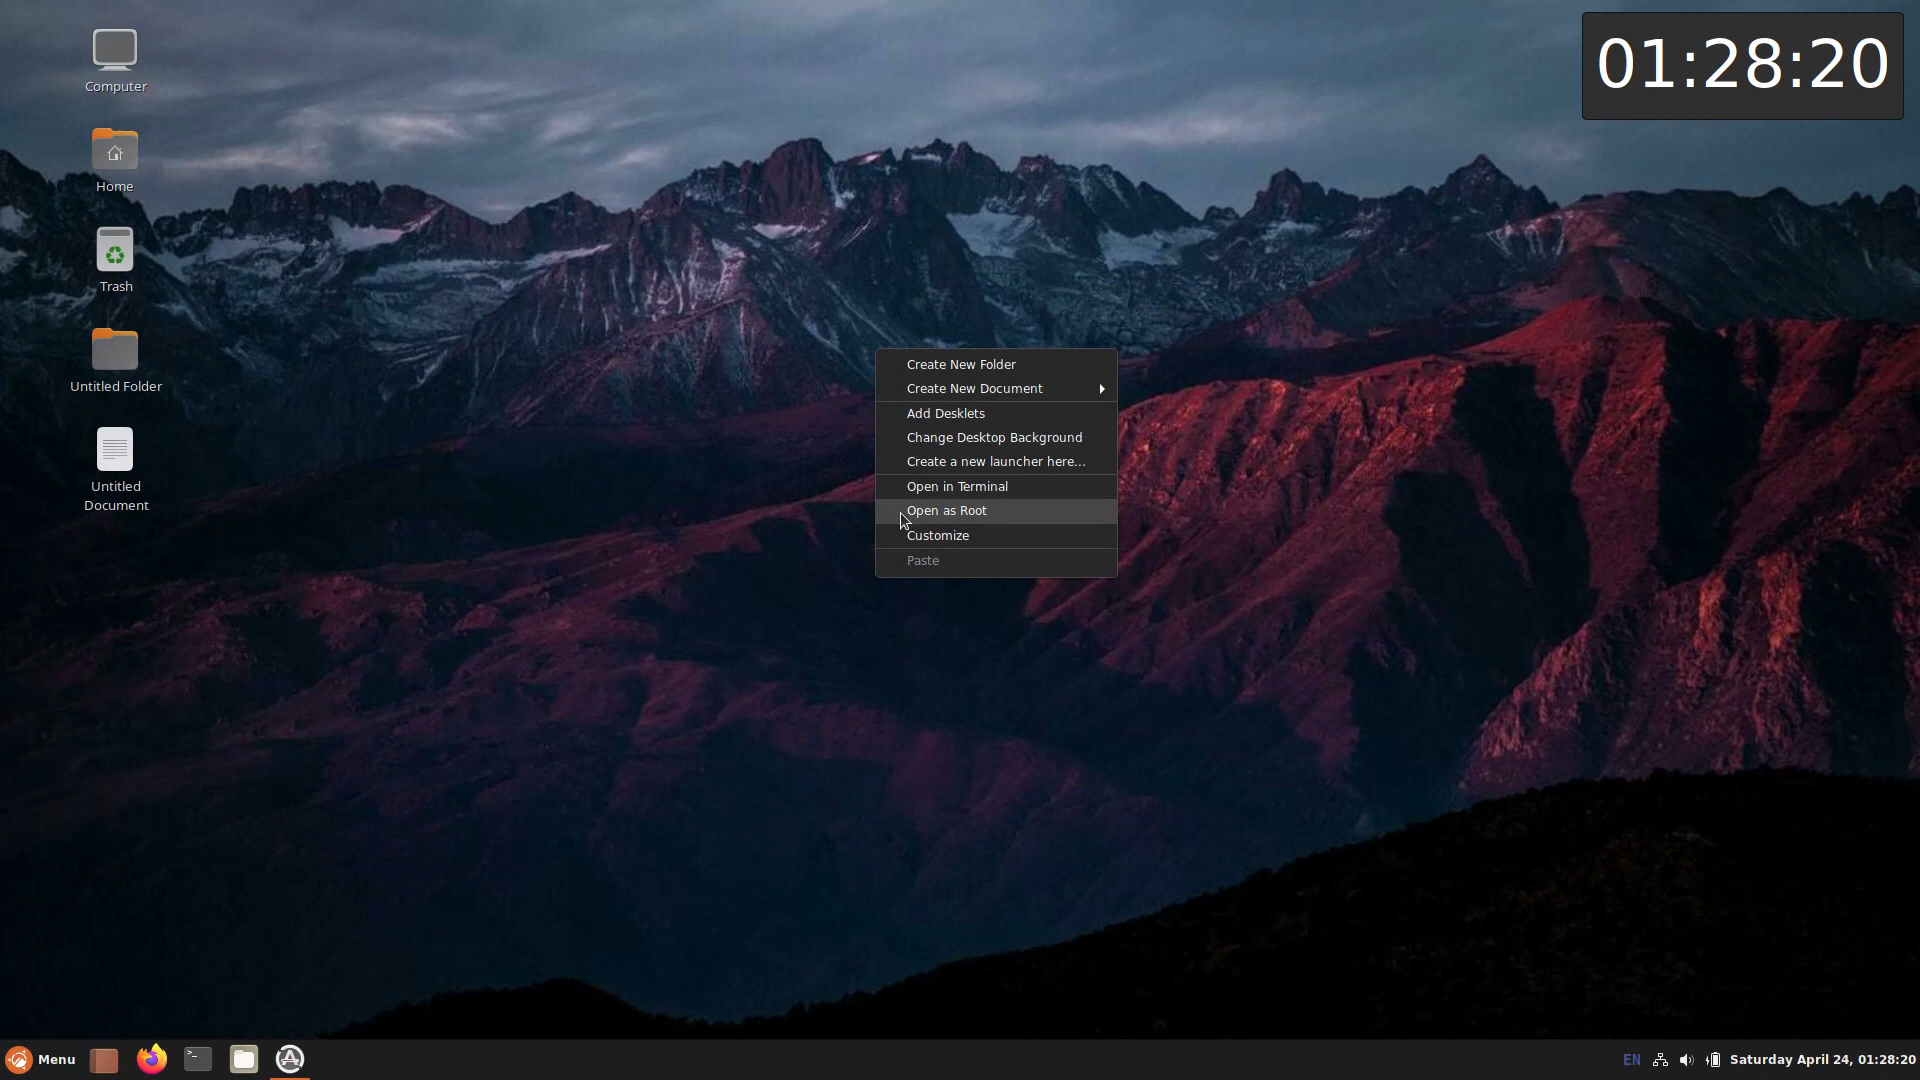 01:28:20
Computer
Home
Trash
Untitled Folder
Untitled
Document
Create New Folder
Create New Document
Add Desklets
Change Desktop Background
Create a new launcher here...
Open in Terminal
Open as Root
Customize
Paste
Menu
EN
Saturday April 24, 01:28:20